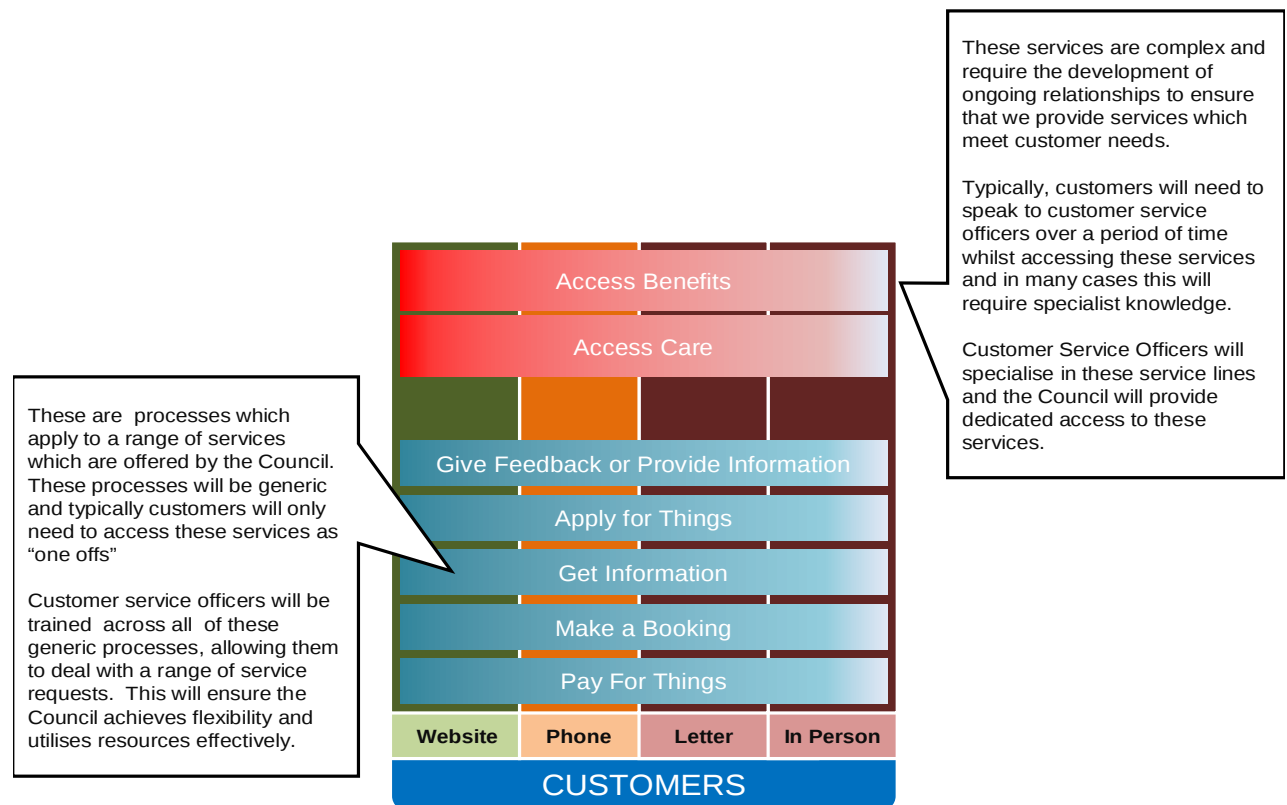 These services are complex and
require the development of
ongoing relationships to ensure
that we provide services which
meet customer needs.
Typically, customers will need to
speak to customer service
officers over a period of time
whilst accessing these services
and in many cases this will
require specialist knowledge.
Customer Service Officers will
specialise in these service lines
and the Council will provide
dedicated access to these
services.
Access Benefits
Access Care
These are processes which
apply to a range of services
which are offered by the Council.
These processes will be generic
and typically customers will only
need to access these services as
“one offs”
Customer service officers will be
trained across all of these
generic processes, allowing them
to deal with a range of service
requests. This will ensure the
Council achieves flexibility and
utilises resources effectively.
Give Feedback or Provide Information
Apply for Things
Get Information
Make a Booking
Pay For Things
Website Phone Letter In Person
CUSTOMERS